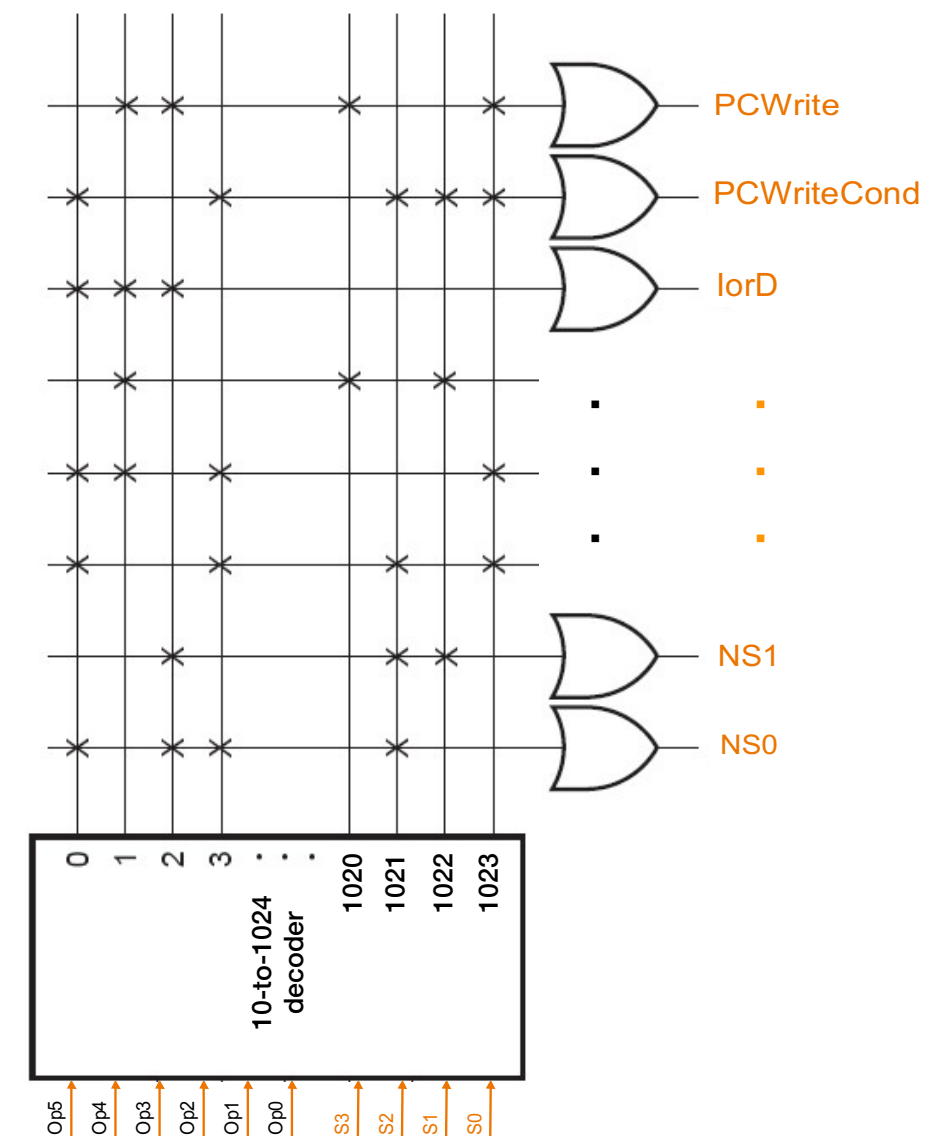 PCWrite
PCWriteCond
IorD
NS1
NS0
0
1
2
3
1020
1021
1022
1023
10-to-1024
decoder
Op5
Op4
Op3
Op2
Op1
Op0
S3
S2
S1
S0